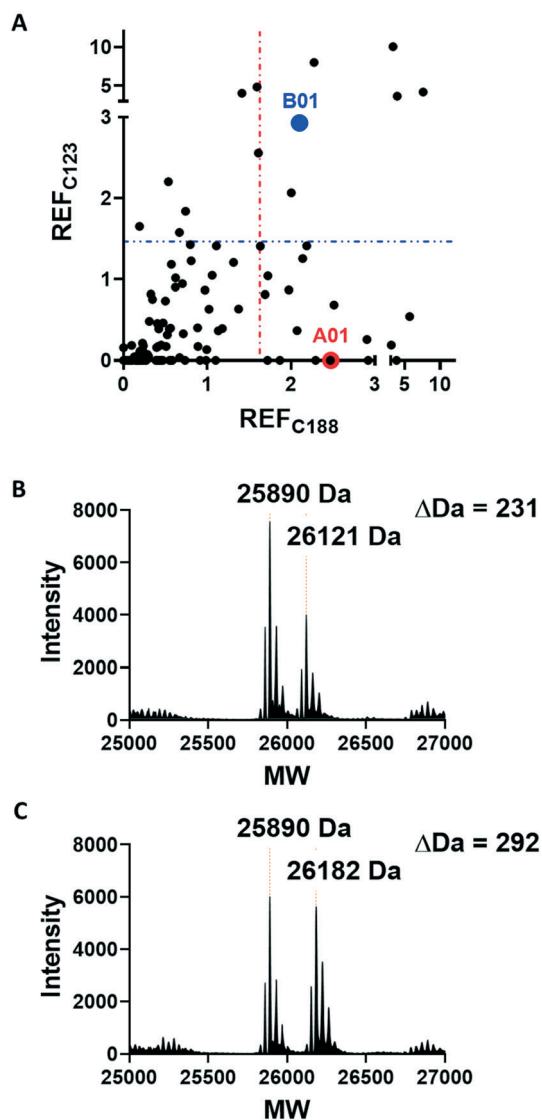 A
10
5
3
2
1
0
REFC123
B01
A01
0
1
2
3
5
10
REFC188
B
25890 Da
ΔDa = 231
26121 Da
8000
6000
4000
2000
0
Intensity
25000
25500
26000
26500
27000
MW
C
25890 Da
ΔDa = 292
26182 Da
8000
6000
4000
2000
0
Intensity
25000
25500
26000
26500
27000
MW